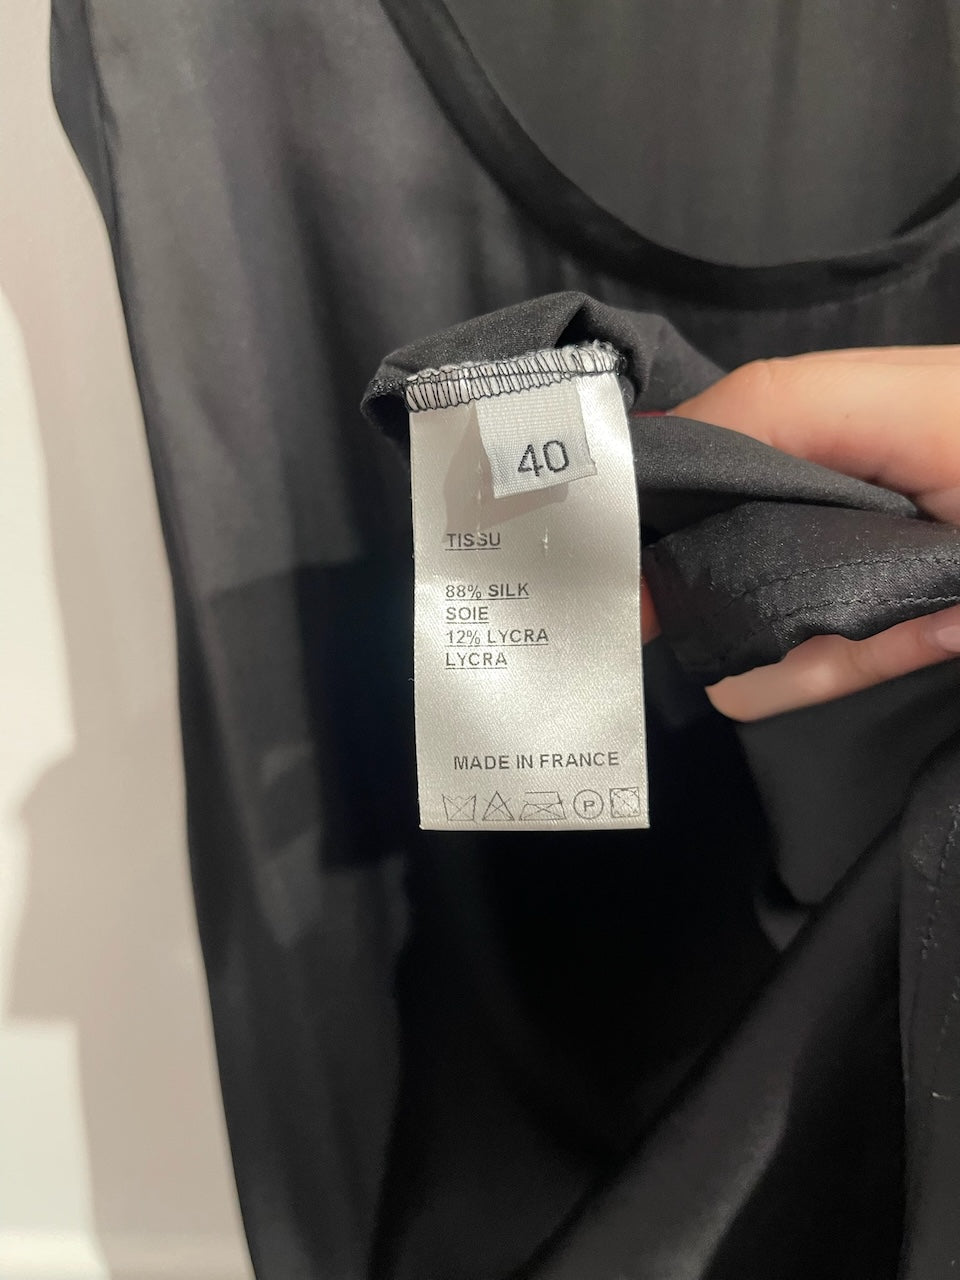 40
TISSU
88% SILK
SOIE
12% LYCRA
LYCRA
MADE IN FRANCE
P